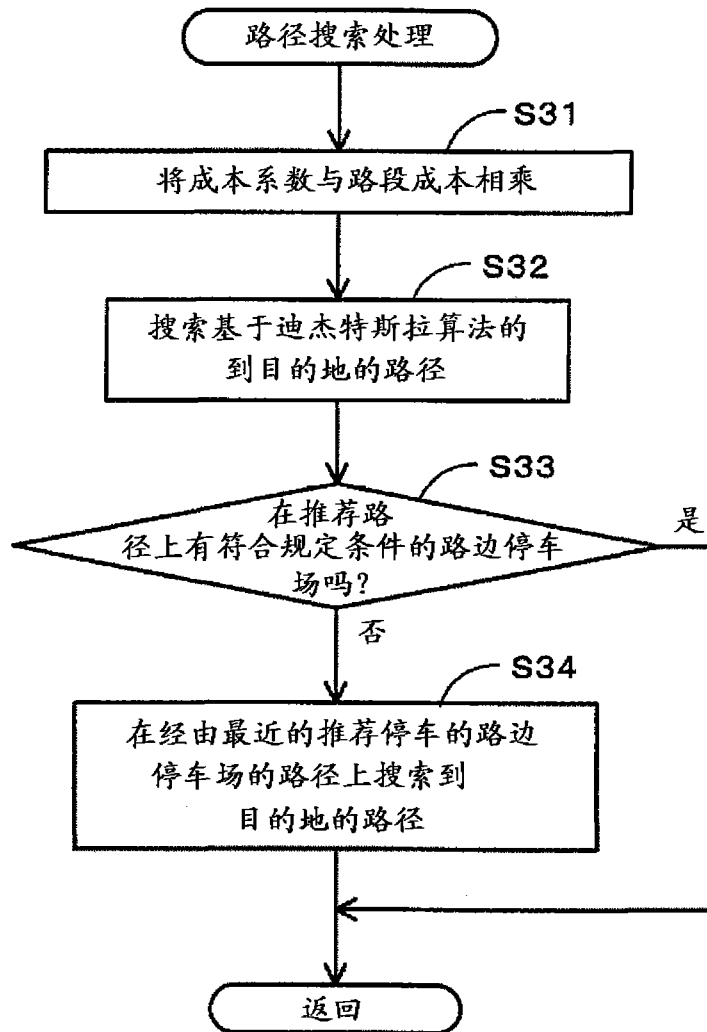 路径搜索处理
S31
将成本系数与路段成本相乘
S32
搜索基于迪杰特斯拉算法的
到目的地的路径
S33
在推荐路
径上有符合规定条件的路边停车
场吗?
是
否
S34
在经由最近的推荐停车的路边
停车场的路径上搜索到
目的地的路径
返回